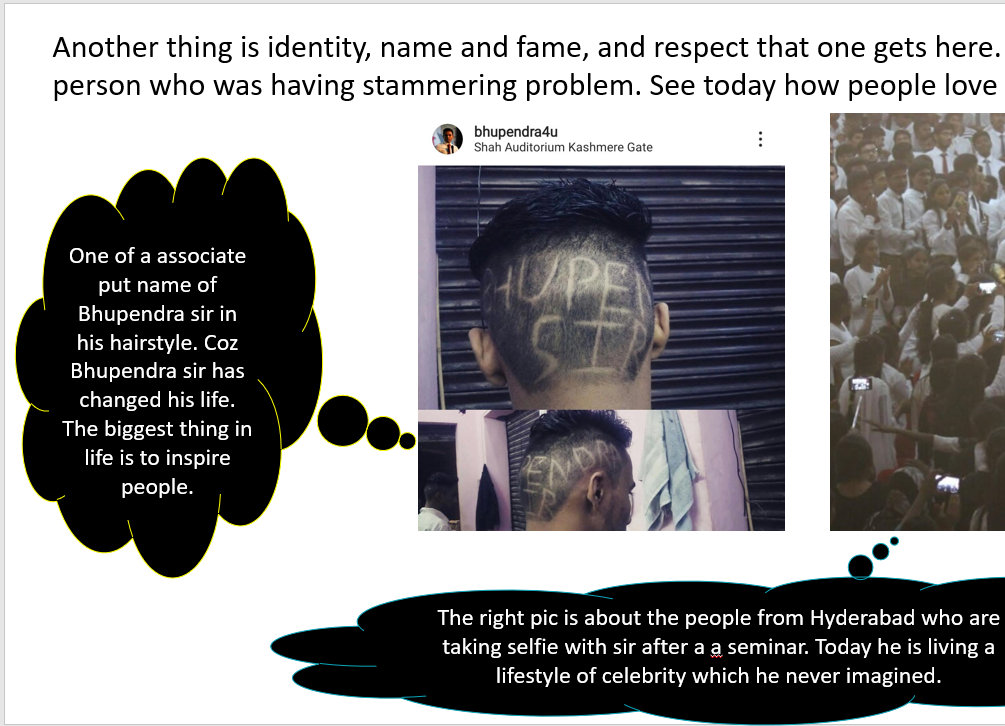 Another thing is identity, name and fame, and respect that one gets here.
person who was having stammering problem. See today how people love
bhupendra4u
Shah Auditorium Kashmere Gate
One of a associate
put name of
Bhupendra sir in
his hairstyle. Coz
Bhupendra sir has
changed his life.
The biggest thing in
life is to inspire
people.
HUPEN
SIR
ENDR
The right pic is about the people from Hyderabad who are
taking selfie with sir after a a seminar. Today he is living a
lifestyle of celebrity which he never imagined.